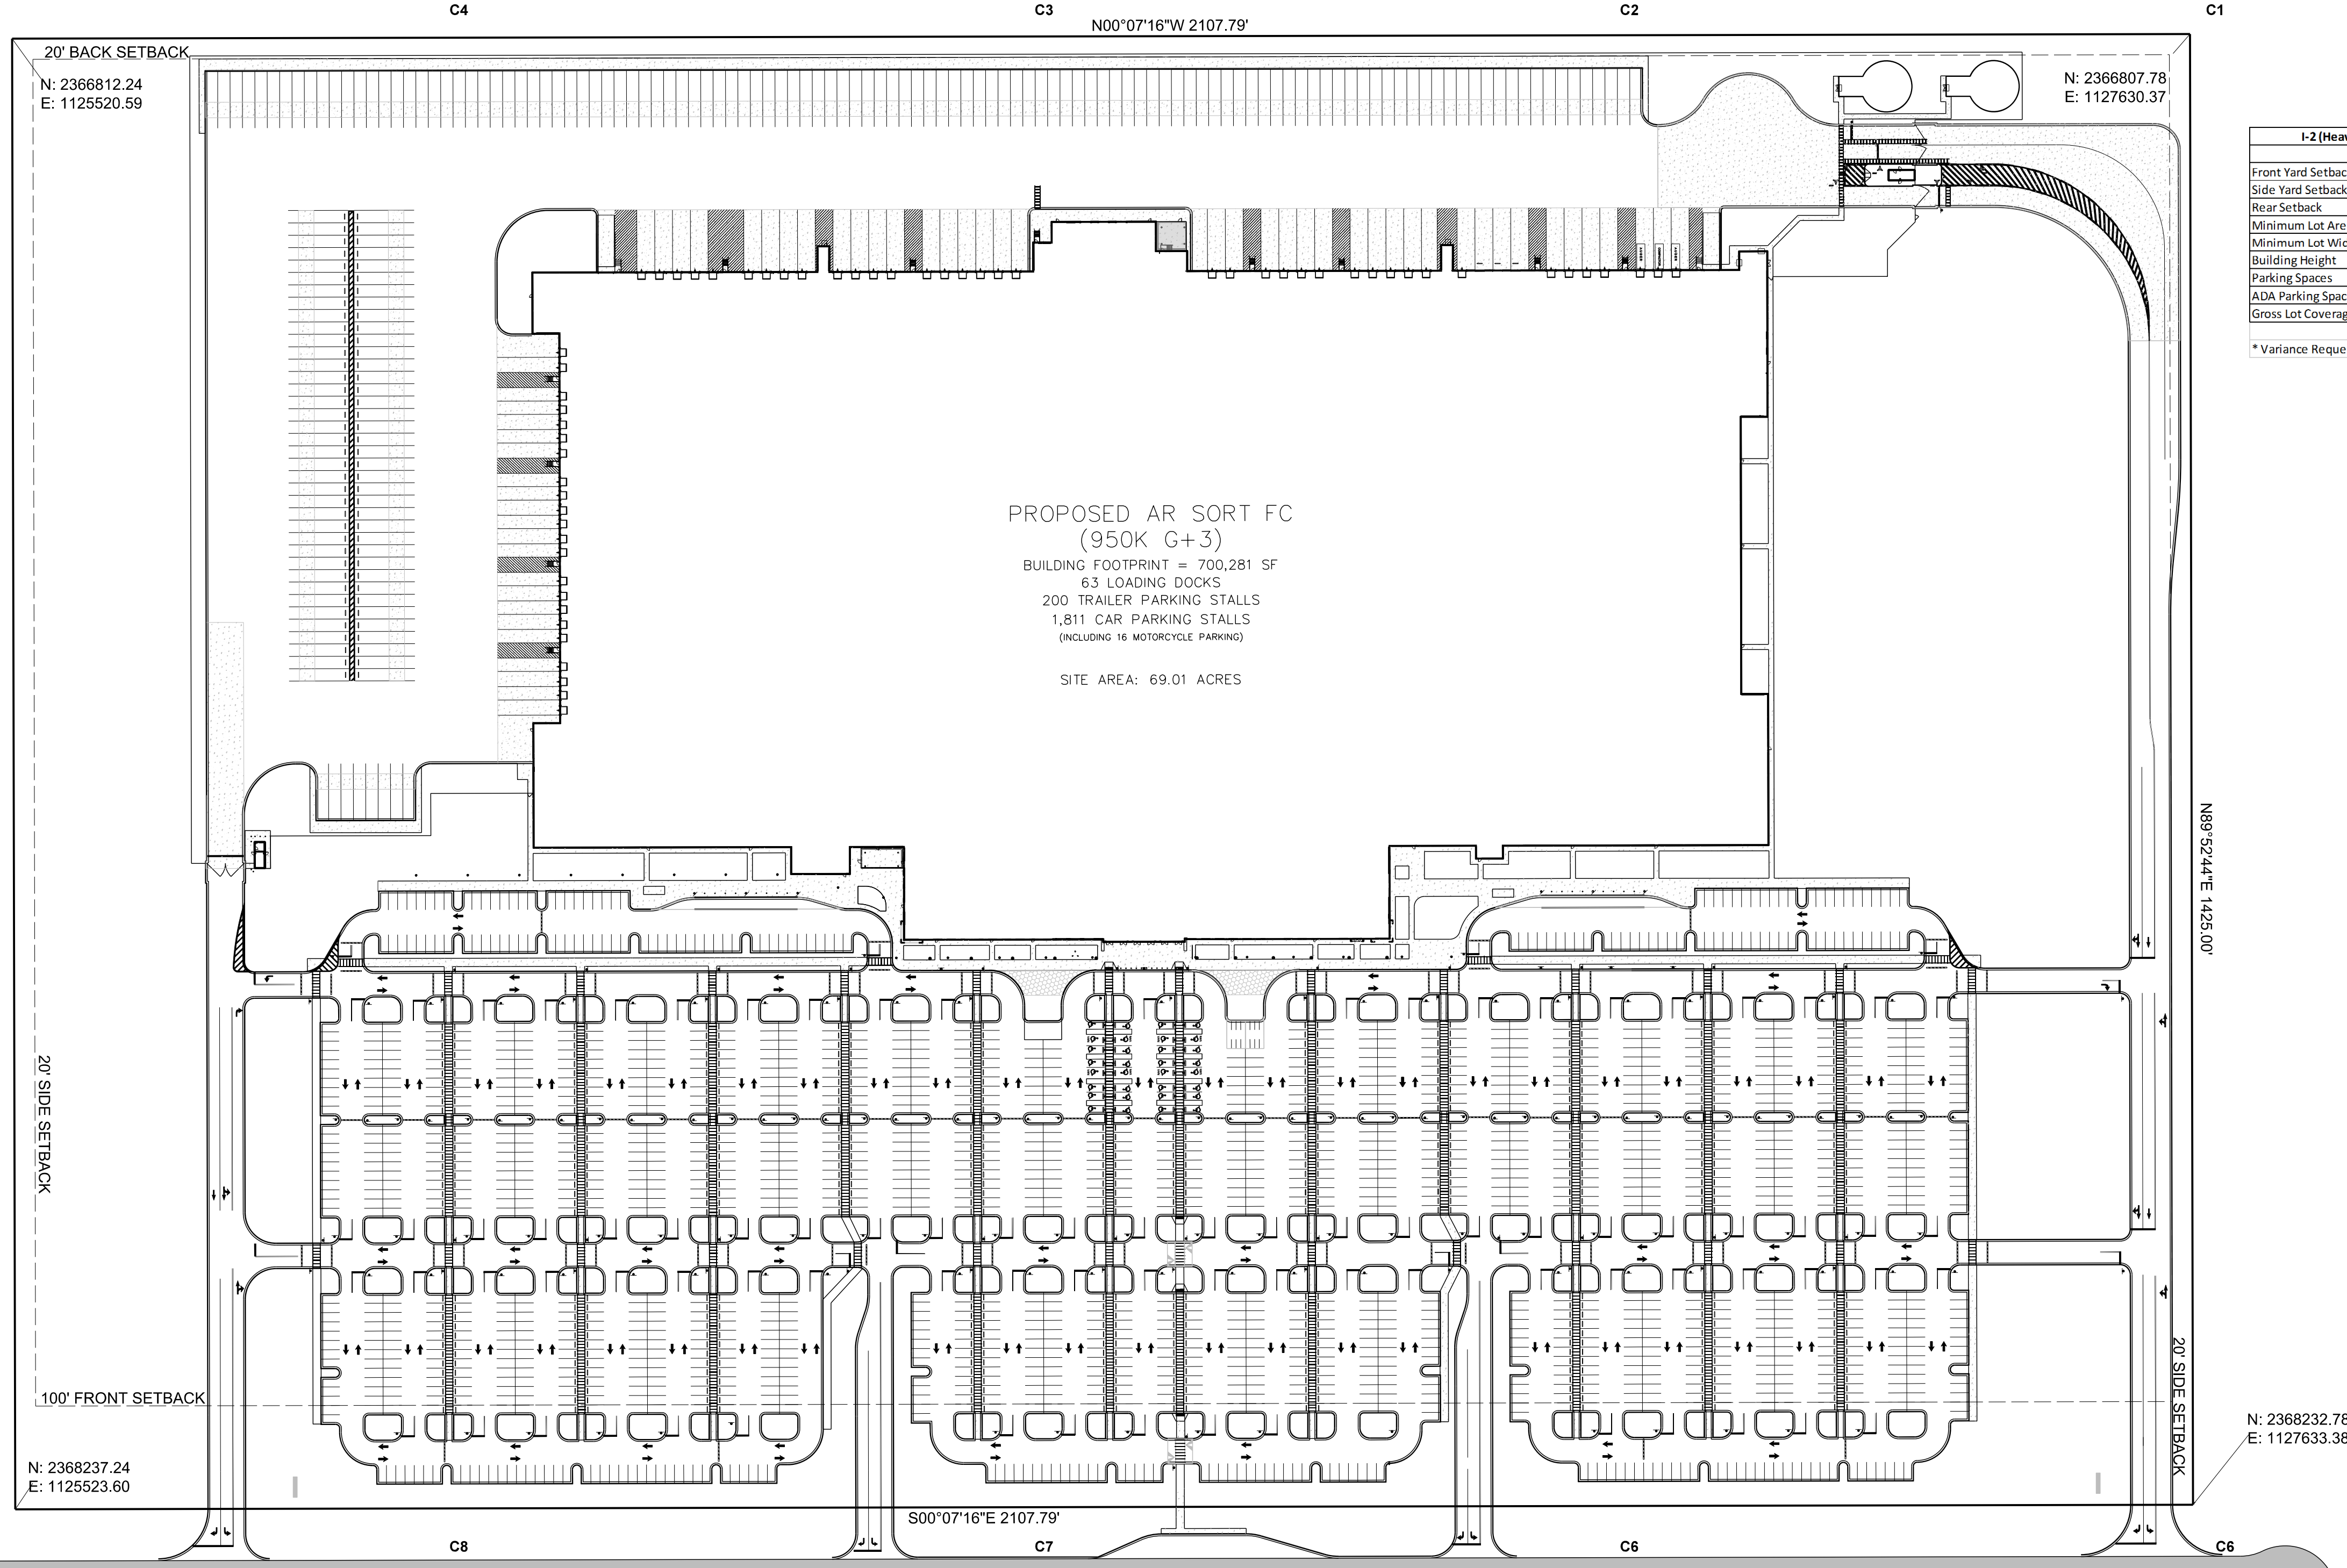 C4
C3
C2
C1
N00°07'16"W 2107.79'
20' BACK SETBACK
N: 2366812.24
E: 1125520.59
N: 2366807.78
E: 1127630.37
I-2 (Heav
Front Yard Setbac
Side Yard Setback
Rear Setback
Minimum Lot Are
Minimum Lot Wid
Building Height
Parking Spaces
ADA Parking Spac
Gross Lot Coverag
* Variance Reque
PROPOSED AR SORT FC
(950K G+3)
BUILDING FOOTPRINT = 700,281 SF
63 LOADING DOCKS
200 TRAILER PARKING STALLS
1,811 CAR PARKING STALLS
(INCLUDING 16 MOTORCYCLE PARKING)
SITE AREA: 69.01 ACRES
N89°52'44"E 1425.00'
20' SIDE SETBACK
20' SIDE SETBACK
100' FRONT SETBACK
N: 2368232.78
E: 1127633.38
N: 2368237.24
E: 1125523.60
S00°07'16"E 2107.79'
C8
C7
C6
C6